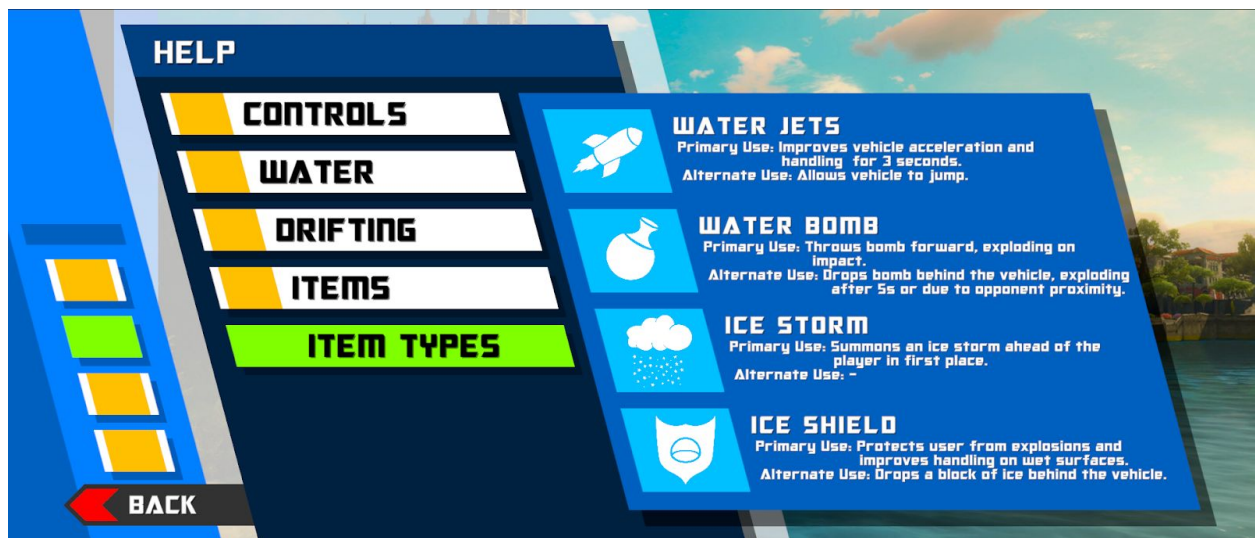 HELP
CONTROLS
WATER
DRIFTING
ITEMS
ITEM TYPES
BACK
WATER JETS
Primary Use: Improves vehicle acceleration and
handling for 3 seconds.
Alternate Use: Allows vehicle to jump.
WATER BOMB
Primary Use: Throws bomb forward, exploding on
impact.
Alternate Use: Drops bomb behind the vehicle, exploding
after 5s or due to opponent proximity.
ICE STORM
Primary Use: Summons an ice storm ahead of the
player in first place.
Alternate Use: -
ICE SHIELD
Primary Use: Protects user from explosions and
improves handling on wet surfaces.
Alternate Use: Drops a block of ice behind the vehicle.